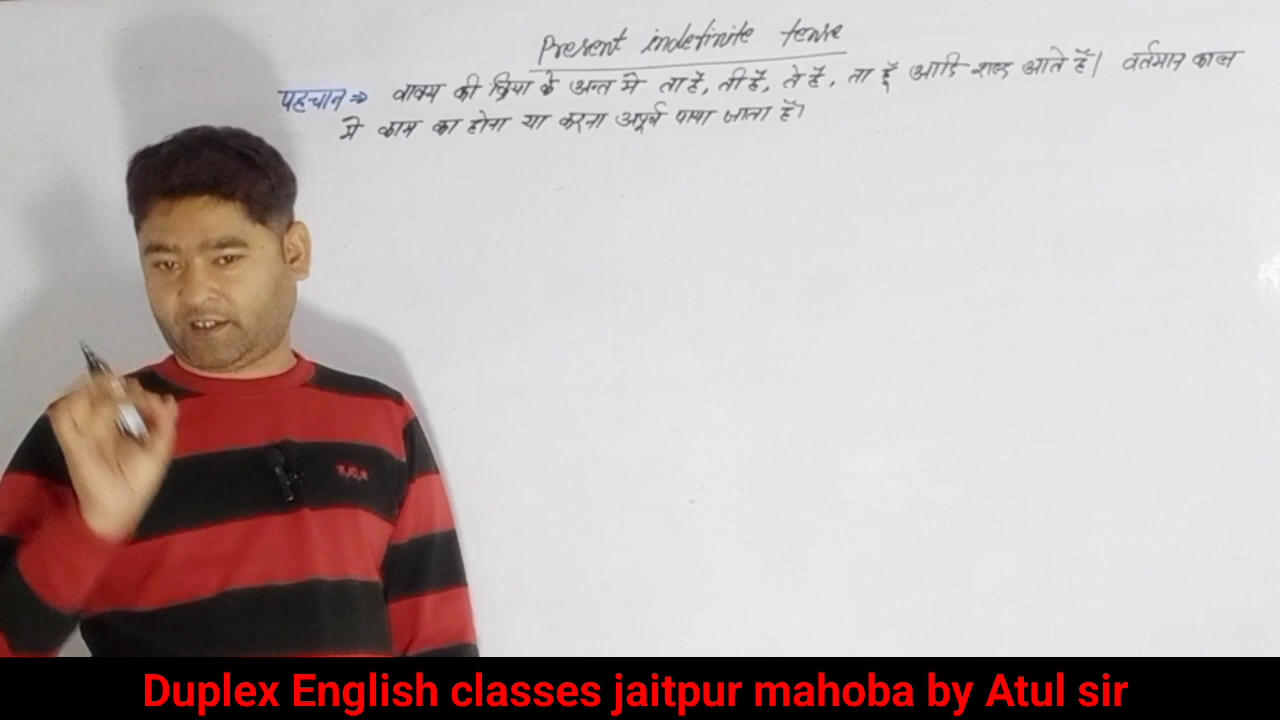 Present indefinite tense
पहचान ⇒ वाक्य की क्रिया के अन्त मे ता है, ती है, ते हैं, ता हूँ आदि शब्द आते हैं। वर्तमान काल
मे काम का होना या करना अपूर्व पाया जाता है।
Duplex English classes jaitpur mahoba by Atul sir